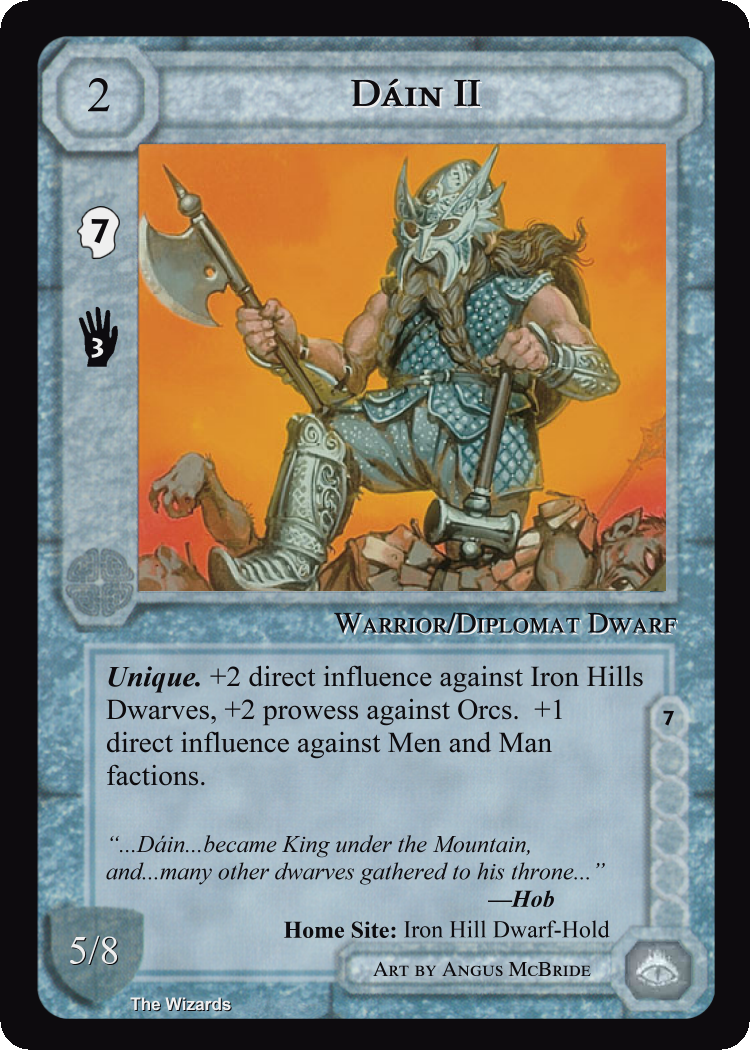 2
Dáin II
7
3
Warrior/Diplomat Dwarf
Unique. +2 direct influence against Iron Hills
Dwarves, +2 prowess against Orcs. +1
direct influence against Men and Man
factions.
7
“...Dáin...became King under the Mountain,
and...many other dwarves gathered to his throne...”
—Hob
Home Site: Iron Hill Dwarf-Hold
5/8
Art by Angus McBride
The Wizards